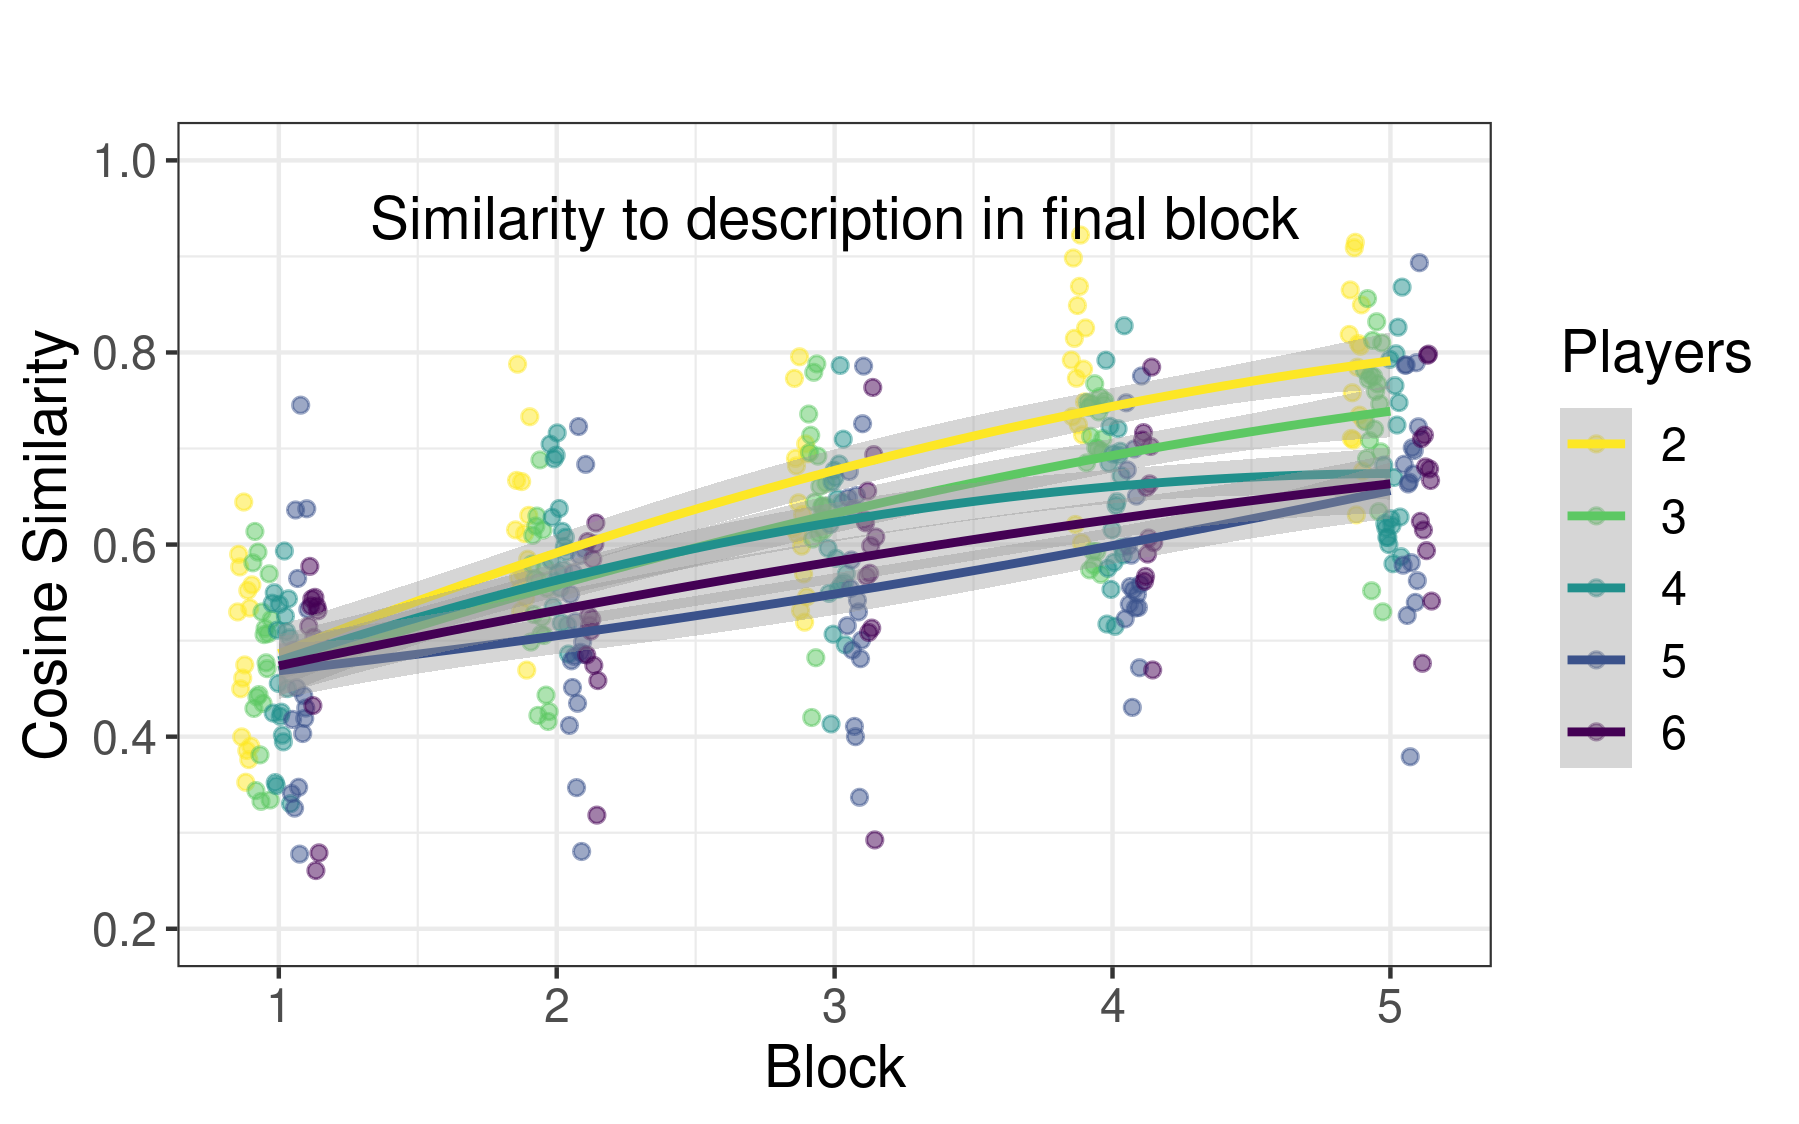 Similarity to description in final block
Cosine Similarity
1.0
0.8
0.6
0.4
0.2
1 2 3 4 5
Block
Players
2
3
4
5
6